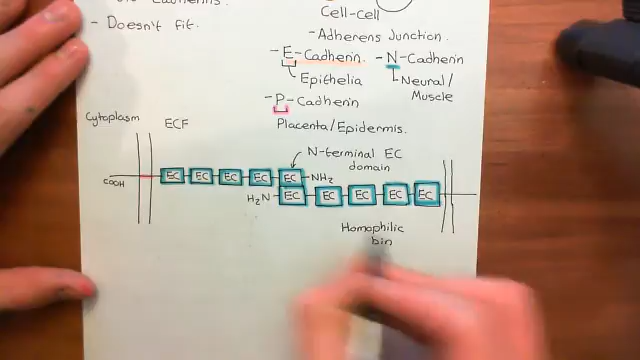 - Doesn't fit.
Cell-cell
- Adherens Junction.
- E-Cadherin
Epithelia
- N-Cadherin
Neural/
Muscle
- P-Cadherin
Placenta/Epidermis.
Cytoplasm
ECF
N-terminal EC
domain
COOH
EC EC EC EC EC
NH2
H2N
EC EC EC EC EC
Homophilic
bin